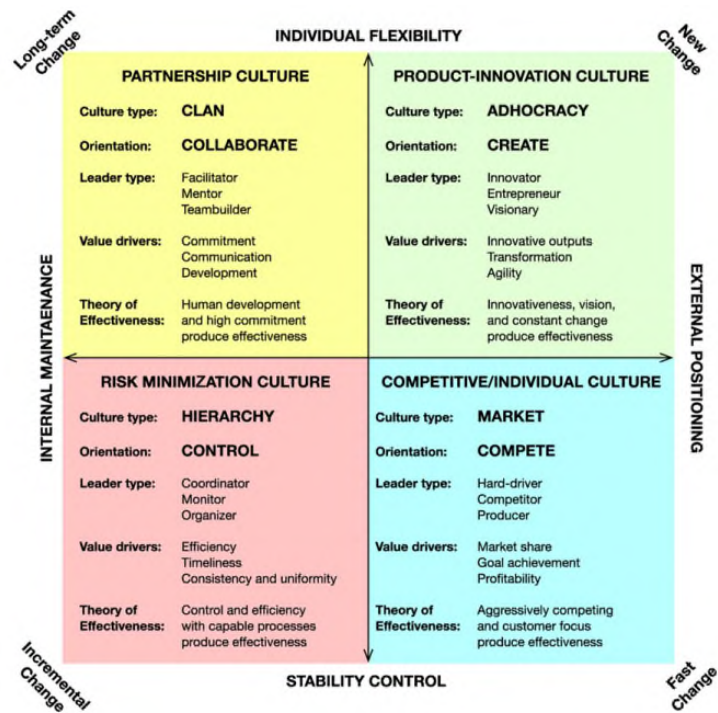 Long-term
Change
INDIVIDUAL FLEXIBILITY
New
Change
PARTNERSHIP CULTURE
Culture type: CLAN
Orientation: COLLABORATE
Leader type: Facilitator
Mentor
Teambuilder
Value drivers: Commitment
Communication
Development
Theory of Human development
Effectiveness: and high commitment
produce effectiveness
PRODUCT-INNOVATION CULTURE
Culture type: ADHOCRACY
Orientation: CREATE
Leader type: Innovator
Entrepreneur
Visionary
Value drivers: Innovative outputs
Transformation
Agility
Theory of Innovativeness, vision,
Effectiveness: and constant change
produce effectiveness
INTERNAL MAINTAENANCE
EXTERNAL POSITIONING
RISK MINIMIZATION CULTURE
Culture type: HIERARCHY
Orientation: CONTROL
Leader type: Coordinator
Monitor
Organizer
Value drivers: Efficiency
Timeliness
Consistency and uniformity
Theory of Control and efficiency
Effectiveness: with capable processes
produce effectiveness
COMPETITIVE/INDIVIDUAL CULTURE
Culture type: MARKET
Orientation: COMPETE
Leader type: Hard-driver
Competitor
Producer
Value drivers: Market share
Goal achievement
Profitability
Theory of Aggressively competing
Effectiveness: and customer focus
produce effectiveness
Incremental
Change
STABILITY CONTROL
Fast
Change